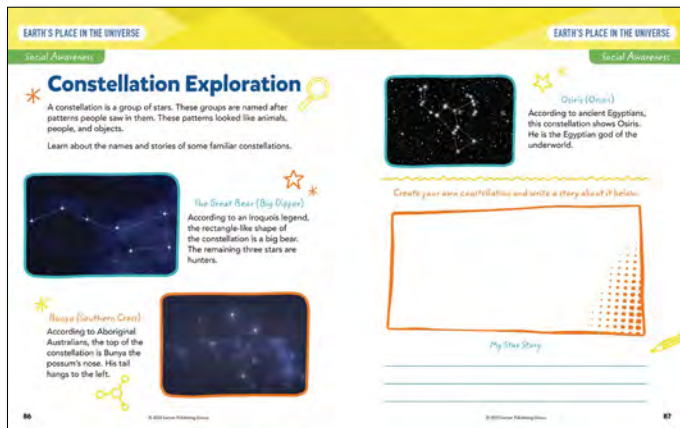 EARTH'S PLACE IN THE UNIVERSE
Social Awareness
Constellation Exploration
A constellation is a group of stars. These groups are named after
patterns people saw in them. These patterns looked like animals,
people, and objects.
Learn about the names and stories of some familiar constellations.
The Great Bear (Big Dipper)
According to an Iroquois legend,
the rectangle-like shape of
the constellation is a big bear.
The remaining three stars are
hunters.
Bunya (Southern Cross)
According to Aboriginal
Australians, the top of the
constellation is Bunya the
possum's nose. His tail
hangs to the left.
86
EARTH'S PLACE IN THE UNIVERSE
Social Awareness
Osiris (Orion)
According to ancient Egyptians,
this constellation shows Osiris.
He is the Egyptian god of the
underworld.
Create your own constellation and write a story about it below.
My Star Story
87